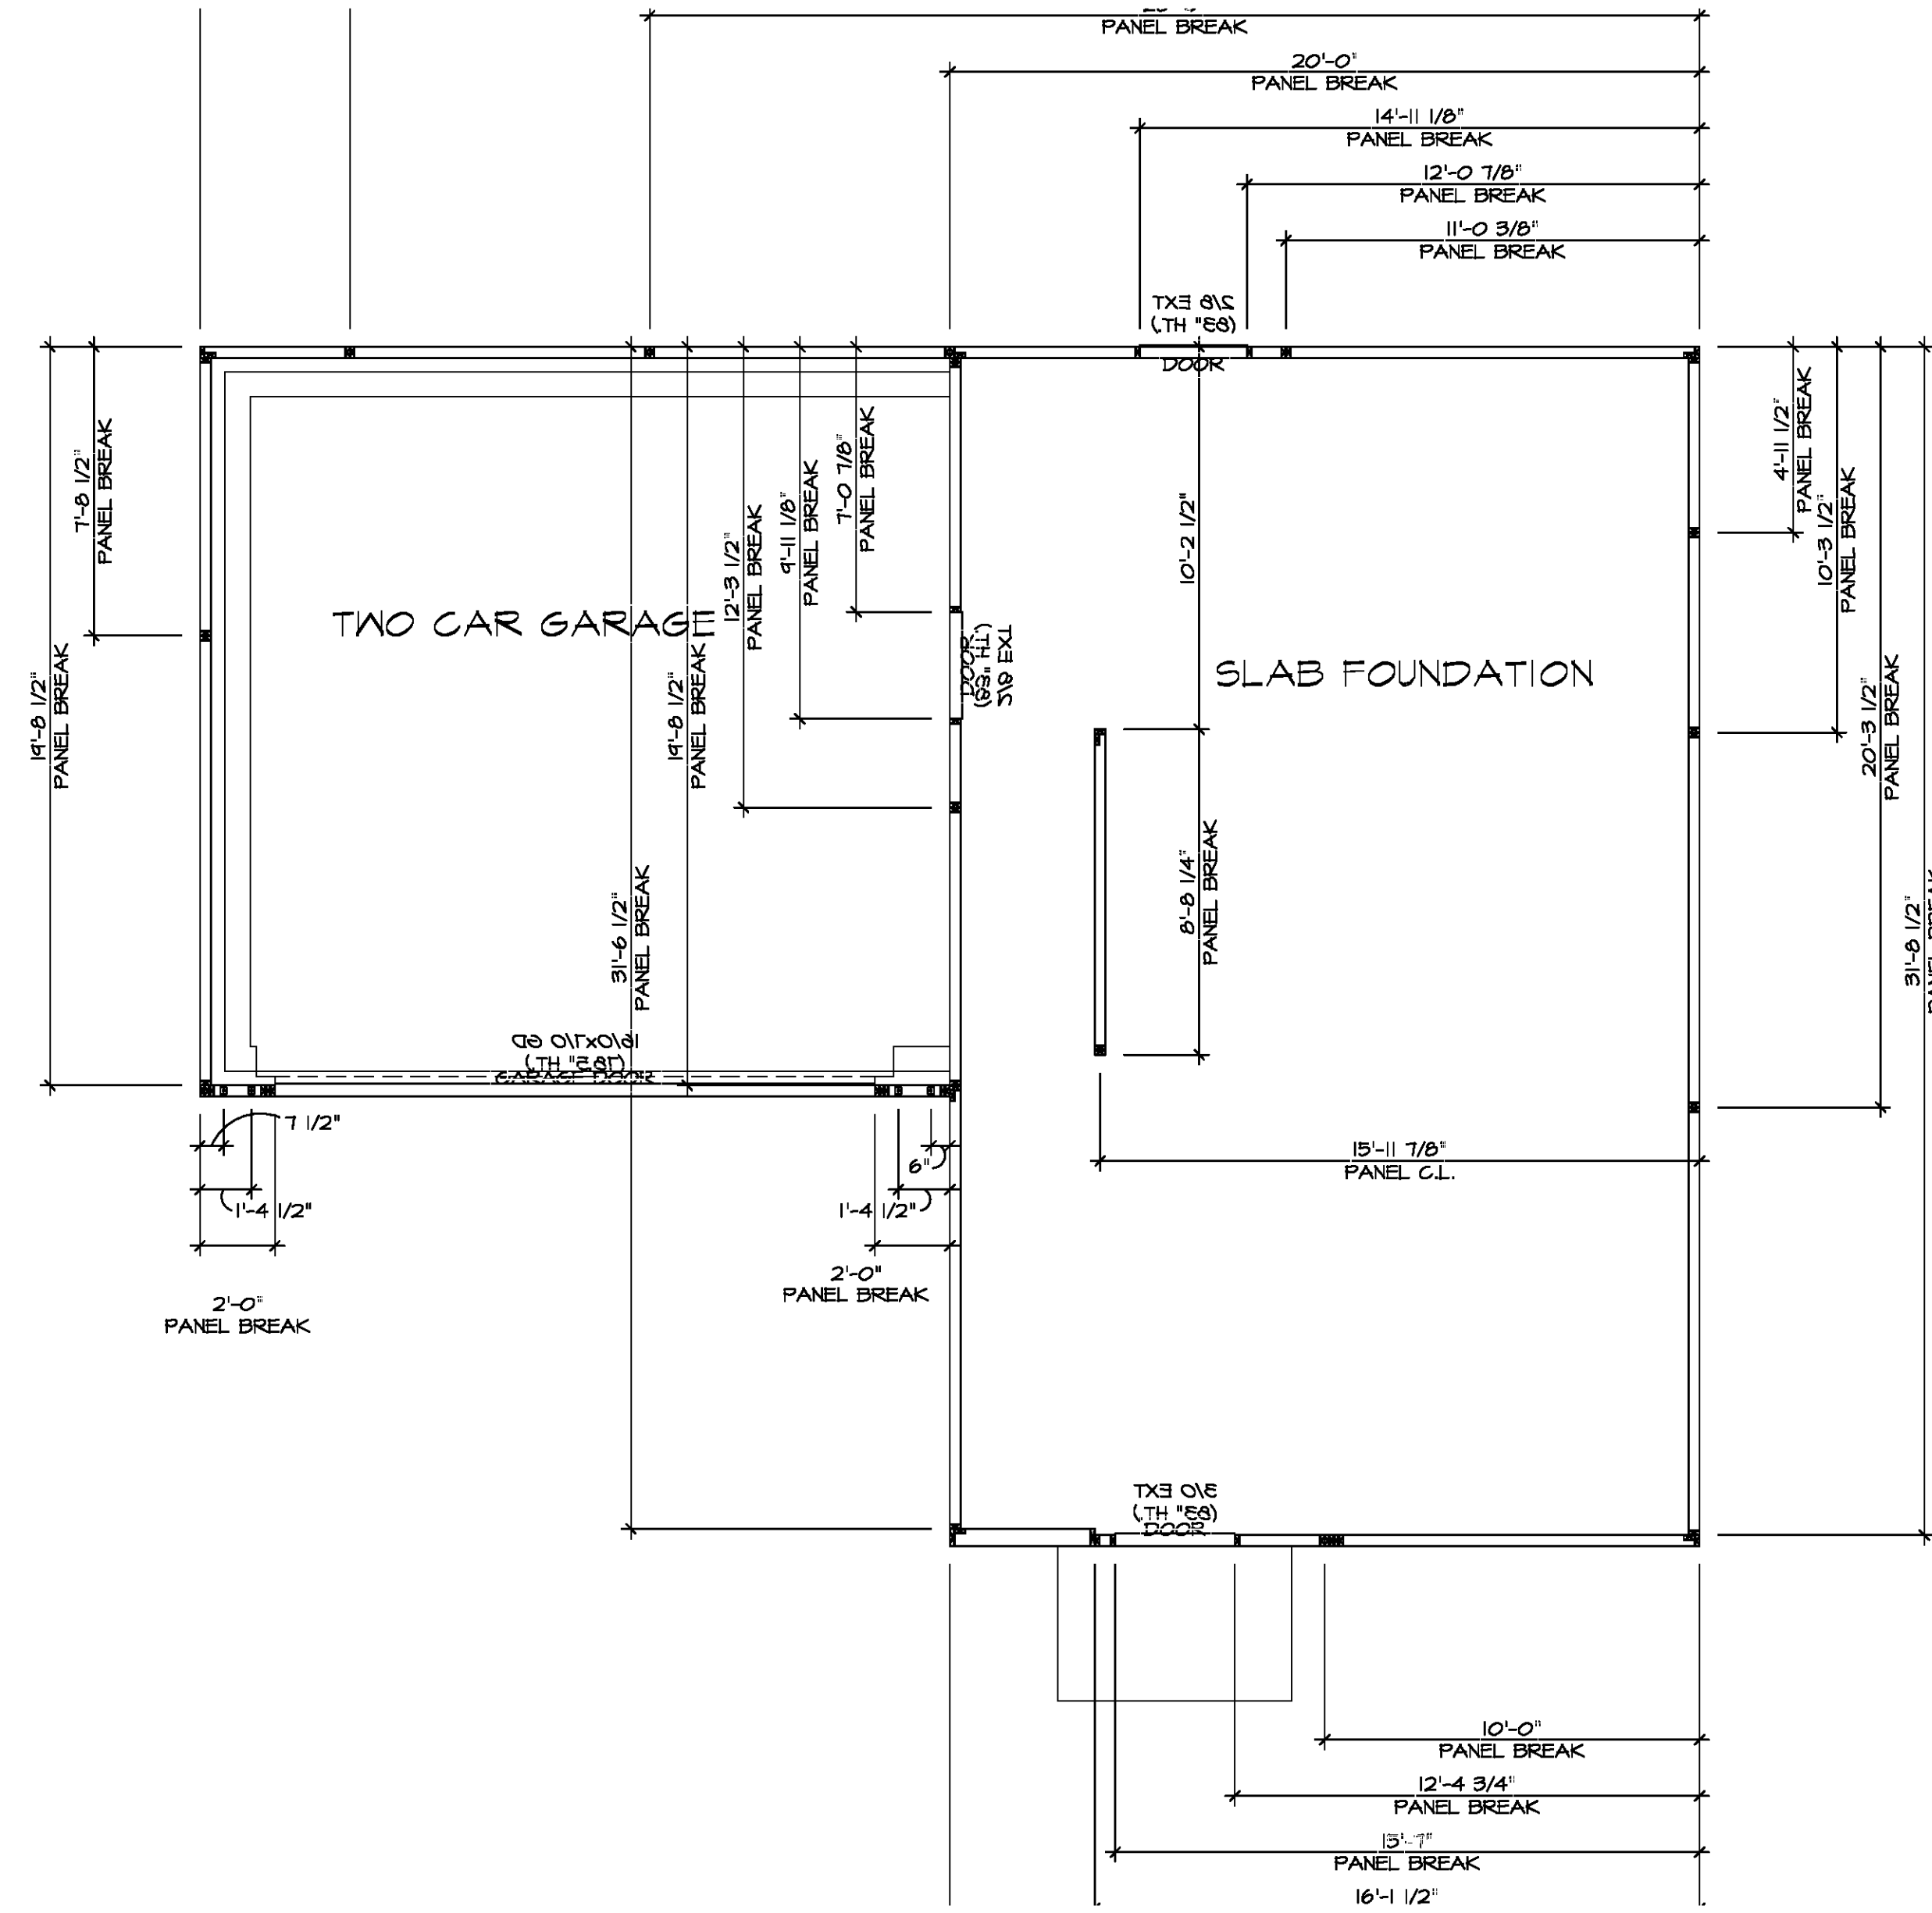 PANEL BREAK
20'-0"
PANEL BREAK
14'-11 1/8"
PANEL BREAK
12'-0 7/8"
PANEL BREAK
11'-0 3/8"
PANEL BREAK
2\8 EXT
(83" HT.)
DOOR
7'-8 1/2"
PANEL BREAK
19'-8 1/2"
PANEL BREAK
TWO CAR GARAGE
7'-0 7/8"
PANEL BREAK
9'-11 1/8"
PANEL BREAK
12'-3 1/2"
PANEL BREAK
19'-8 1/2"
PANEL BREAK
31'-6 1/2"
PANEL BREAK
2\8 EXT
(83" HT.)
DOOR
10'-2 1/2"
SLAB FOUNDATION
8'-8 1/4"
PANEL BREAK
4'-11 1/2"
PANEL BREAK
10'-3 1/2"
PANEL BREAK
20'-3 1/2"
PANEL BREAK
31'-8 1/2"
PANEL BREAK
16\0x7\0 GD
GARAGE DOOR
7 1/2"
1'-4 1/2"
2'-0"
PANEL BREAK
6"
1'-4 1/2"
2'-0"
PANEL BREAK
15'-11 7/8"
PANEL C.L.
3\0 EXT
(83" HT.)
DOOR
10'-0"
PANEL BREAK
12'-4 3/4"
PANEL BREAK
15'-7"
PANEL BREAK
16'-1 1/2"